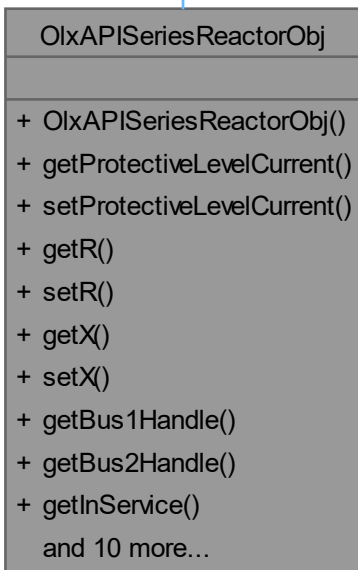 OlxAPISeriesReactorObj
+ OlxAPISeriesReactorObj()
+ getProtectiveLevelCurrent()
+ setProtectiveLevelCurrent()
+ getR()
+ setR()
+ getX()
+ setX()
+ getBus1Handle()
+ getBus2Handle()
+ getInService()
and 10 more...